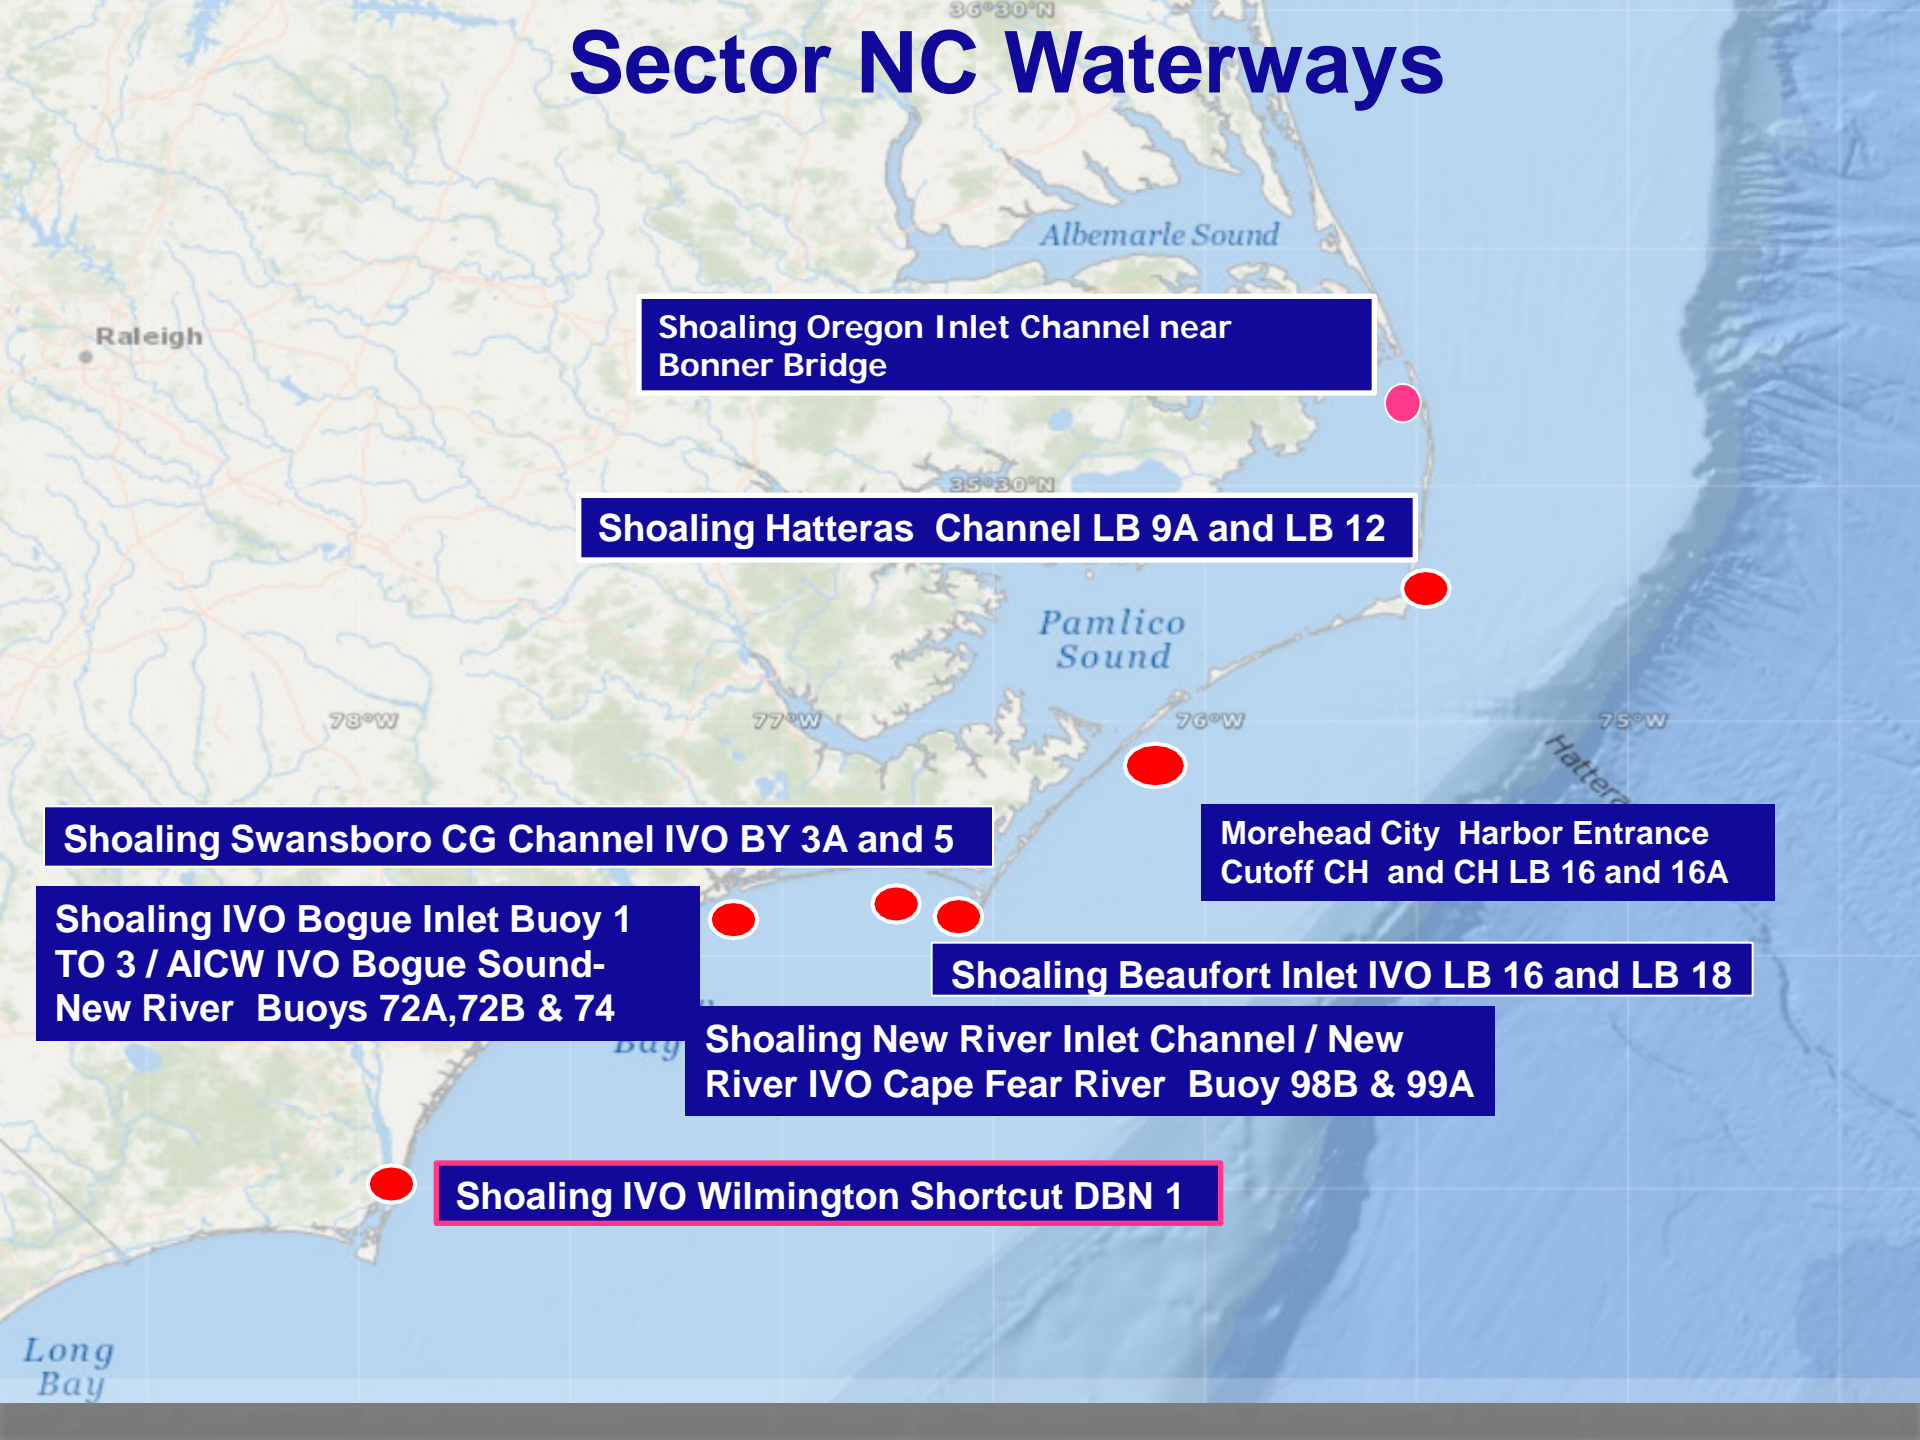 36°30'N
Sector NC Waterways
Albemarle Sound
Raleigh
Shoaling Oregon Inlet Channel near
Bonner Bridge
35°30'N
Shoaling Hatteras  Channel LB 9A and LB 12
Pamlico
Sound
78°W
77°W
76°W
75°W
Hattera
Shoaling Swansboro CG Channel IVO BY 3A and 5
Morehead City  Harbor Entrance
Cutoff CH  and CH LB 16 and 16A
Shoaling IVO Bogue Inlet Buoy 1
TO 3 / AICW IVO Bogue Sound-
New River  Buoys 72A,72B & 74
Shoaling Beaufort Inlet IVO LB 16 and LB 18
Bay
Shoaling New River Inlet Channel / New
River IVO Cape Fear River  Buoy 98B & 99A
Shoaling IVO Wilmington Shortcut DBN 1
Long
Bay